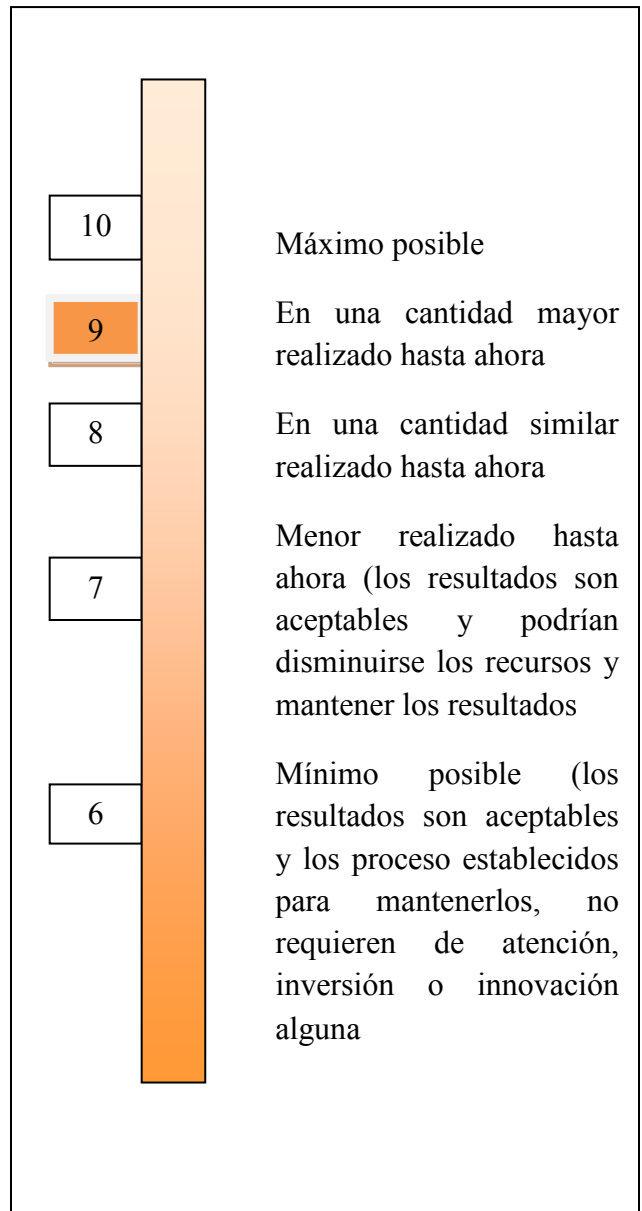 10
Máximo posible
9
En una cantidad mayor
realizado hasta ahora
8
En una cantidad similar
realizado hasta ahora
7
Menor realizado hasta
ahora (los resultados son
aceptables y podrían
disminuirse los recursos y
mantener los resultados
6
Mínimo posible (los
resultados son aceptables
y los proceso establecidos
para mantenerlos, no
requieren de atención,
inversión o innovación
alguna